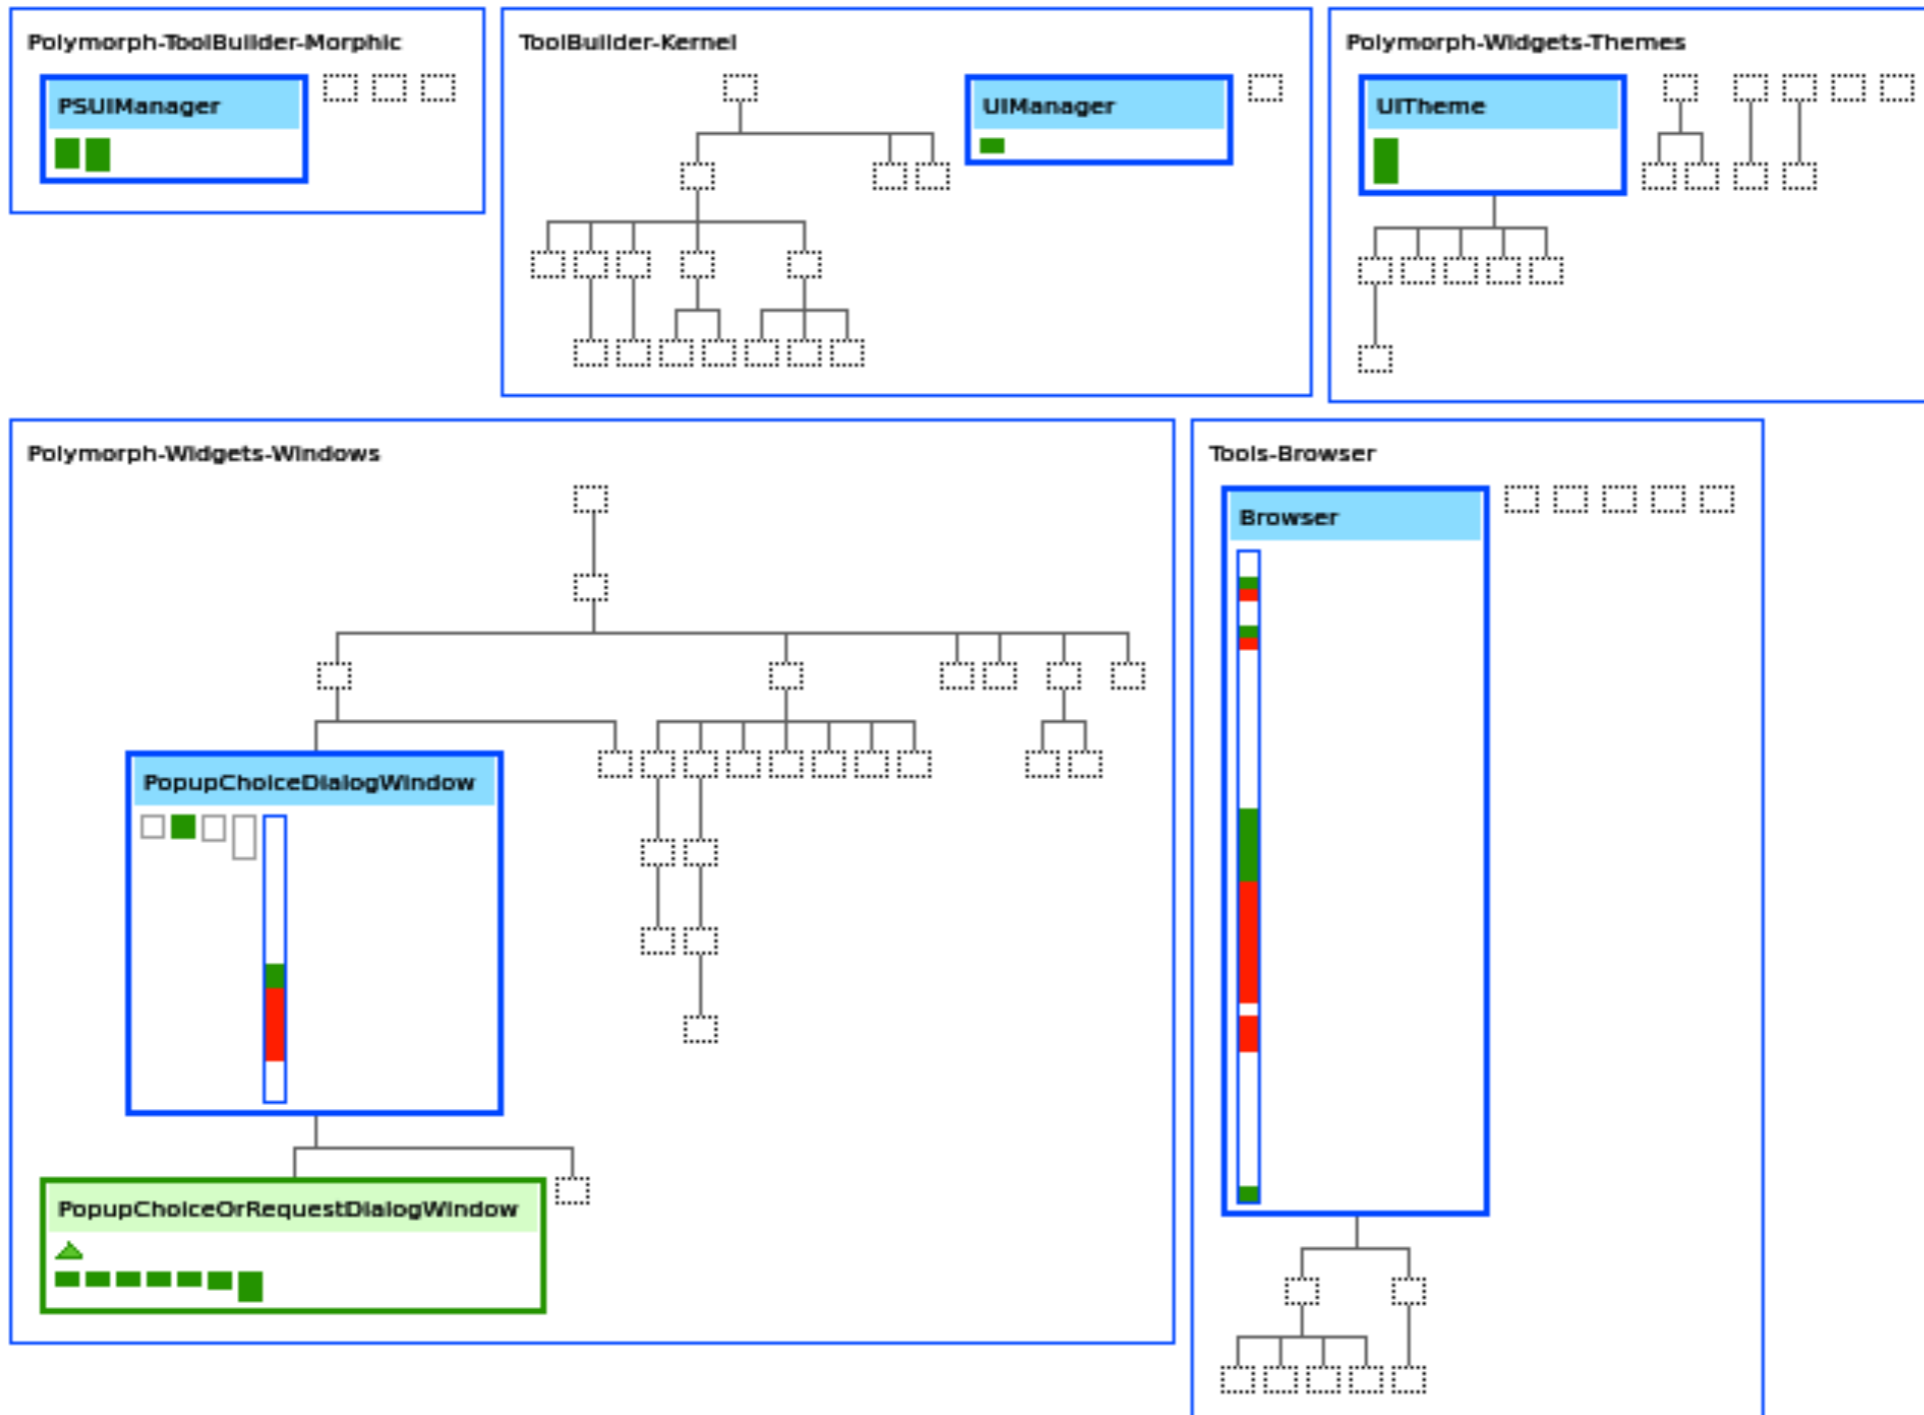 Polymorph-ToolBuilder-Morphic
PSUIManager
ToolBuilder-Kernel
UIManager
Polymorph-Widgets-Themes
UITheme
Polymorph-Widgets-Windows
PopupChoiceDialogWindow
PopupChoiceOrRequestDialogWindow
Tools-Browser
Browser